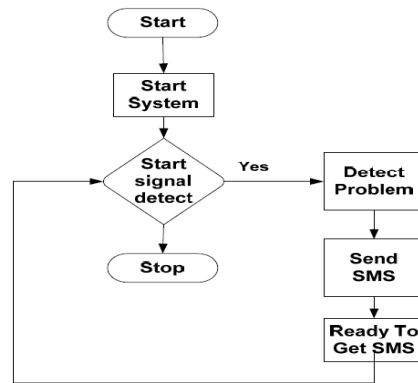 Start
Start
System
Start
signal
detect
Yes
Detect
Problem
Stop
Send
SMS
Ready To
Get SMS